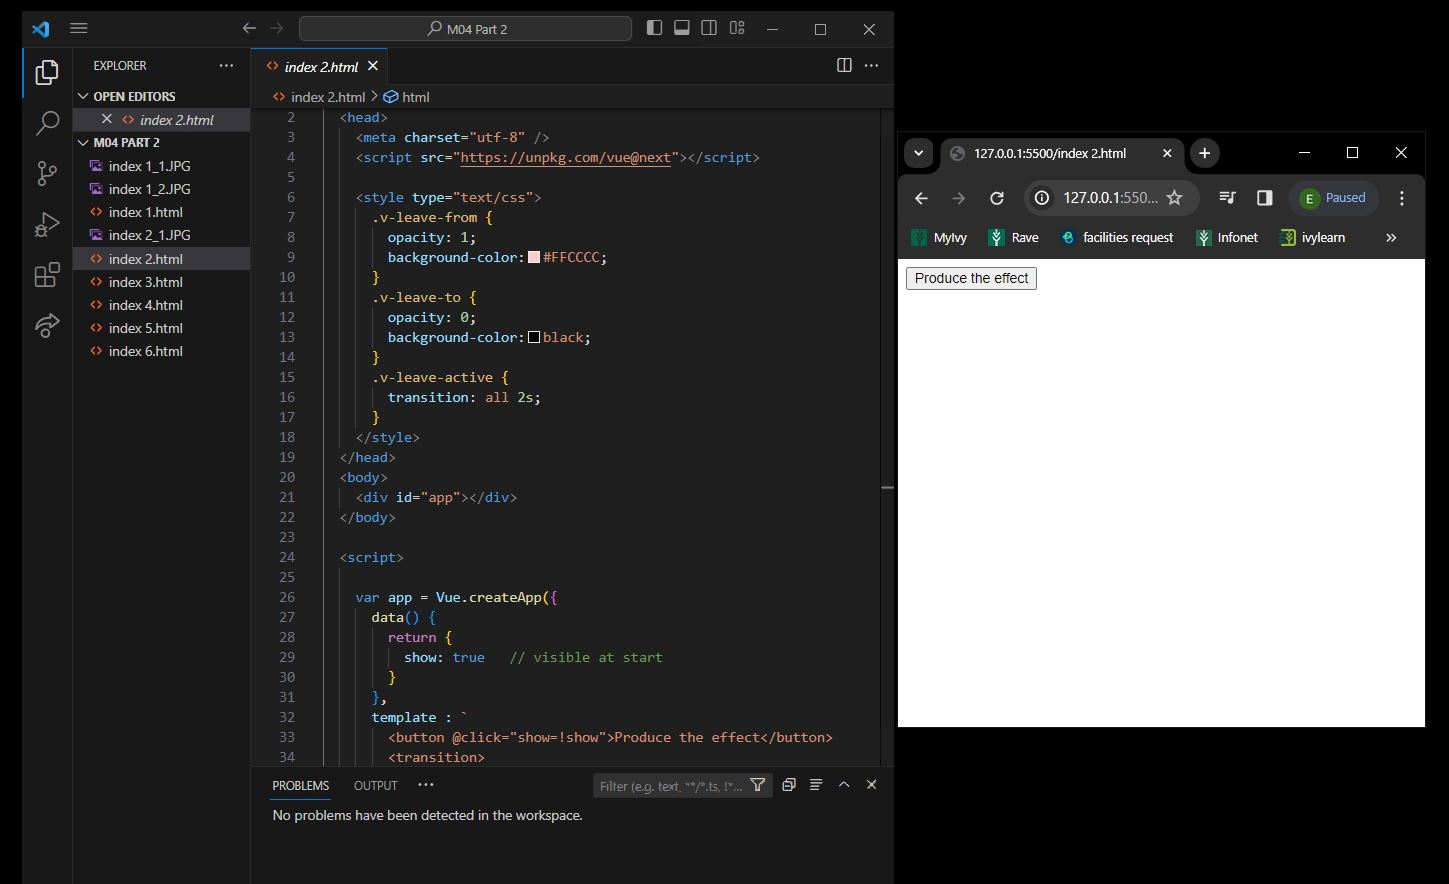 M04 Part 2
EXPLORER
OPEN EDITORS
index 2.html
M04 PART 2
index 1_1.JPG
index 1_2.JPG
index 1.html
index 2_1.JPG
index 2.html
index 3.html
index 4.html
index 5.html
index 6.html
index 2.html
index 2.html > html
2 <head>
3 <meta charset="utf-8" />
4 <script src="https://unpkg.com/vue@next"></script>
5
6 <style type="text/css">
7 .v-leave-from {
8 opacity: 1;
9 background-color: #FFCCCC;
10 }
11 .v-leave-to {
12 opacity: 0;
13 background-color: black;
14 }
15 .v-leave-active {
16 transition: all 2s;
17 }
18 </style>
19 </head>
20 <body>
21 <div id="app"></div>
22 </body>
23
24 <script>
25
26 var app = Vue.createApp({
27 data() {
28 return {
29 show: true // visible at start
30 }
31 },
32 template : `
33 <button @click="show=!show">Produce the effect</button>
34 <transition>
PROBLEMS OUTPUT ···
Filter (e.g. text, **/*.ts, !*...
No problems have been detected in the workspace.
127.0.0.1:5500/index 2.html
127.0.0.1:550...
E Paused
MyIvy Rave facilities request Infonet ivylearn »
Produce the effect